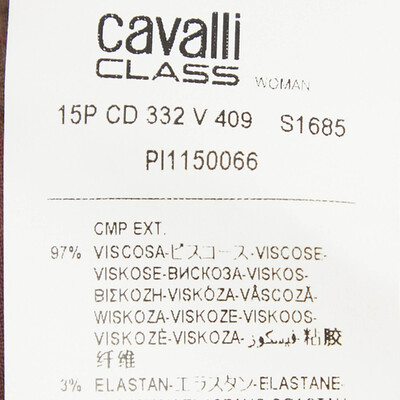 cavalli
CLASS WOMAN
15P CD 332 V 409 S1685
PI1150066
CMP EXT.
97% VISCOSA-ビスコース-VISCOSE-
VISKOSE-ВИСКОЗА-VISKOS-
ΒΙΣΚΟΖΗ-VISKÒZA-VÂSCOZĂ-
WISKOZA-VISKOZE-VISKOOS-
VISKOZÈ-VISKOZA-فيسكوز-粘胶
纤维
3% ELASTAN-エラスタン-ELASTANE-